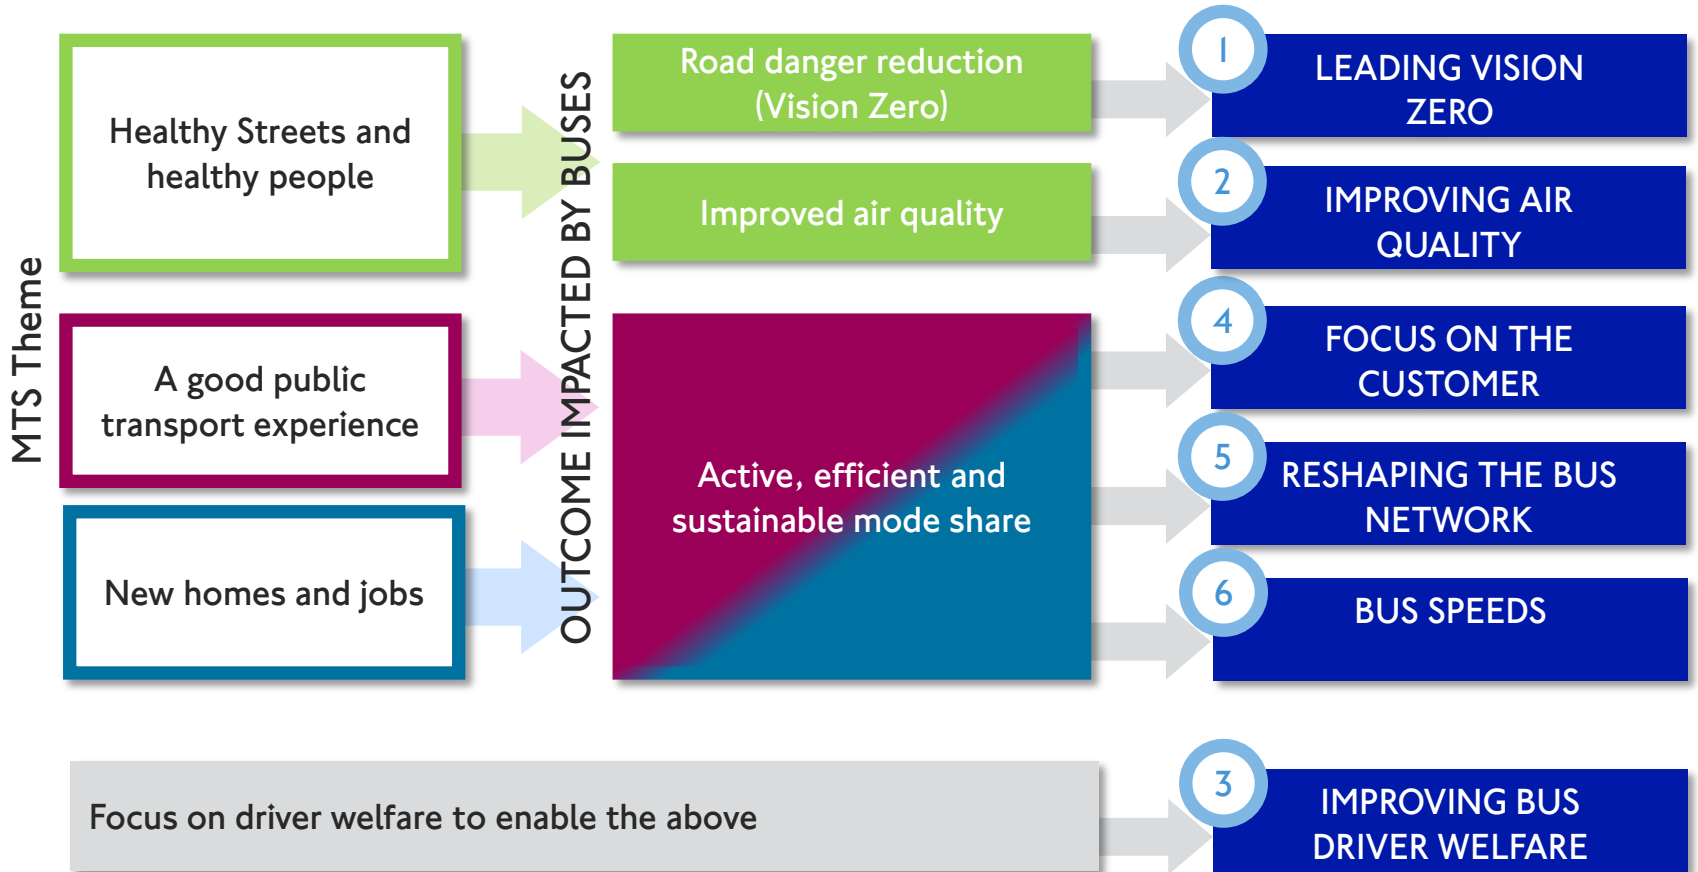 MTS Theme
Healthy Streets and
healthy people
A good public
transport experience
New homes and jobs
OUTCOME IMPACTED BY BUSES
Road danger reduction
(Vision Zero)
Improved air quality
Active, efficient and
sustainable mode share
1
LEADING VISION
ZERO
2
IMPROVING AIR
QUALITY
4
FOCUS ON THE
CUSTOMER
5
RESHAPING THE BUS
NETWORK
6
BUS SPEEDS
Focus on driver welfare to enable the above
3
IMPROVING BUS
DRIVER WELFARE